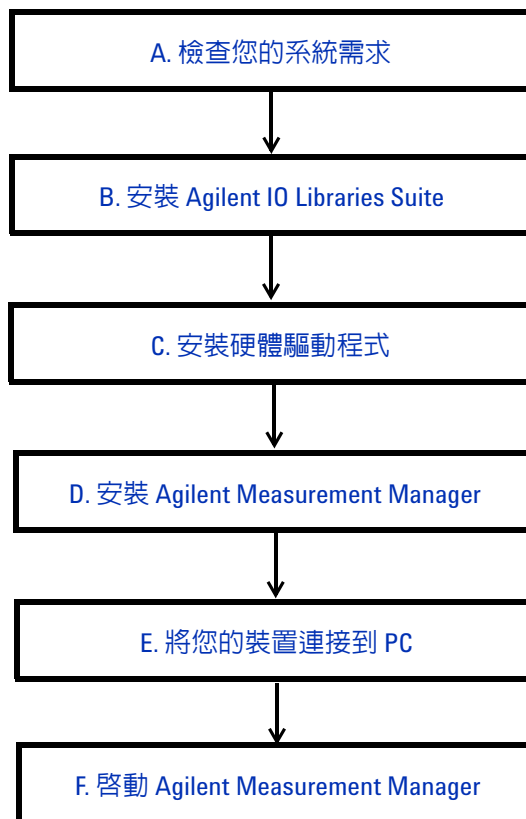 A. 檢查您的系統需求
B. 安裝 Agilent IO Libraries Suite
C. 安裝硬體驅動程式
D. 安裝 Agilent Measurement Manager
E. 將您的裝置連接到 PC
F. 啓動 Agilent Measurement Manager